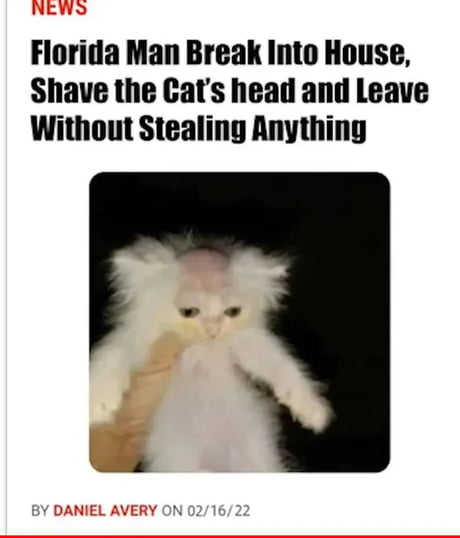 NEWS
Florida Man Break Into House,
Shave the Cat's head and Leave
Without Stealing Anything
BY DANIEL AVERY ON 02/16/22